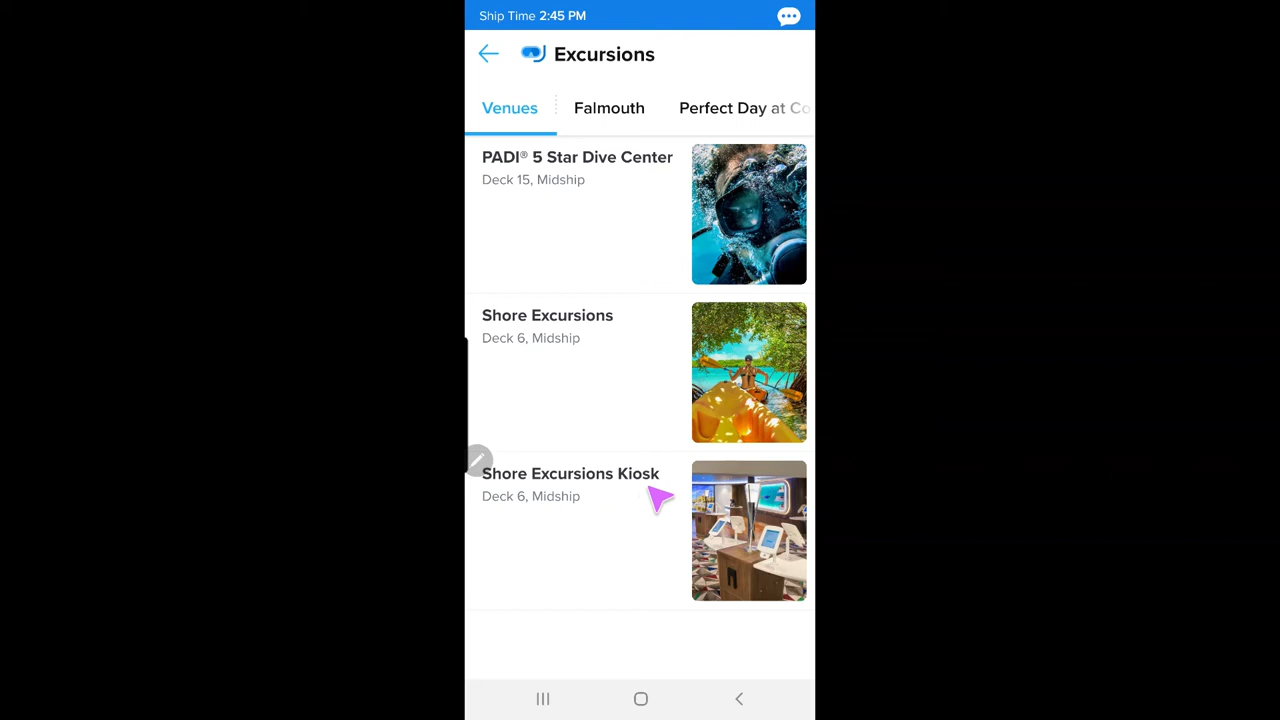 Ship Time 2:45 PM
Excursions
Venues
Falmouth
Perfect Day at Co
PADI® 5 Star Dive Center
Deck 15, Midship
Shore Excursions
Deck 6, Midship
Shore Excursions Kiosk
Deck 6, Midship